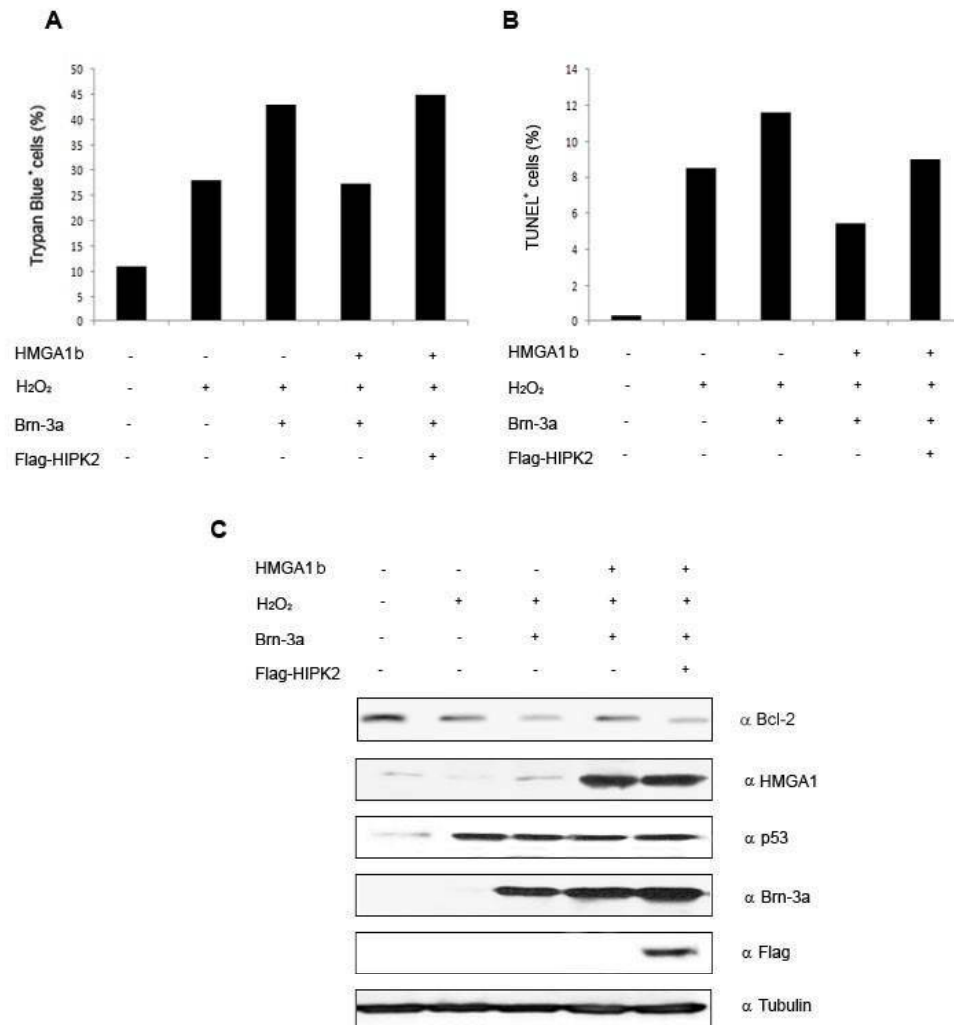 A
Trypan Blue⁺ cells (%)
50
45
40
35
30
25
20
15
10
5
0
HMGA1b - - - + +
H₂O₂ - + + + +
Brn-3a - - + + +
Flag-HIPK2 - - - - +
B
TUNEL⁺ cells (%)
14
12
10
8
6
4
2
0
HMGA1b - - - + +
H₂O₂ - + + + +
Brn-3a - - + + +
Flag-HIPK2 - - - - +
C
HMGA1b - - - + +
H₂O₂ - + + + +
Brn-3a - - + + +
Flag-HIPK2 - - - - +
α Bcl-2
α HMGA1
α p53
α Brn-3a
α Flag
α Tubulin